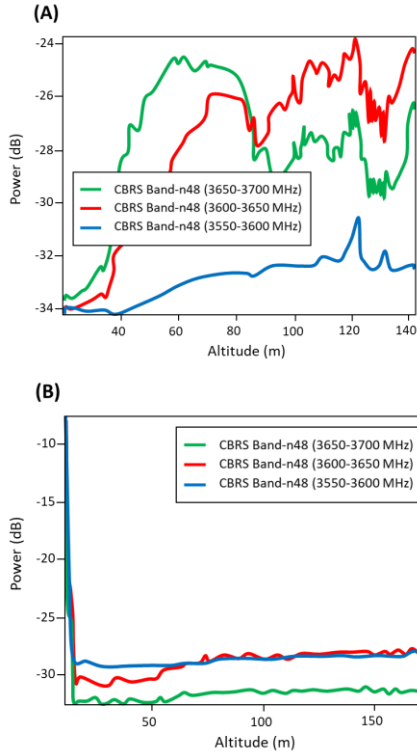 (A)
-24
-26
-28
-30
-32
-34
Power (dB)
CBRS Band-n48 (3650-3700 MHz)
CBRS Band-n48 (3600-3650 MHz)
CBRS Band-n48 (3550-3600 MHz)
40 60 80 100 120 140
Altitude (m)
(B)
-10
-15
-20
-25
-30
Power (dB)
CBRS Band-n48 (3650-3700 MHz)
CBRS Band-n48 (3600-3650 MHz)
CBRS Band-n48 (3550-3600 MHz)
50 100 150
Altitude (m)